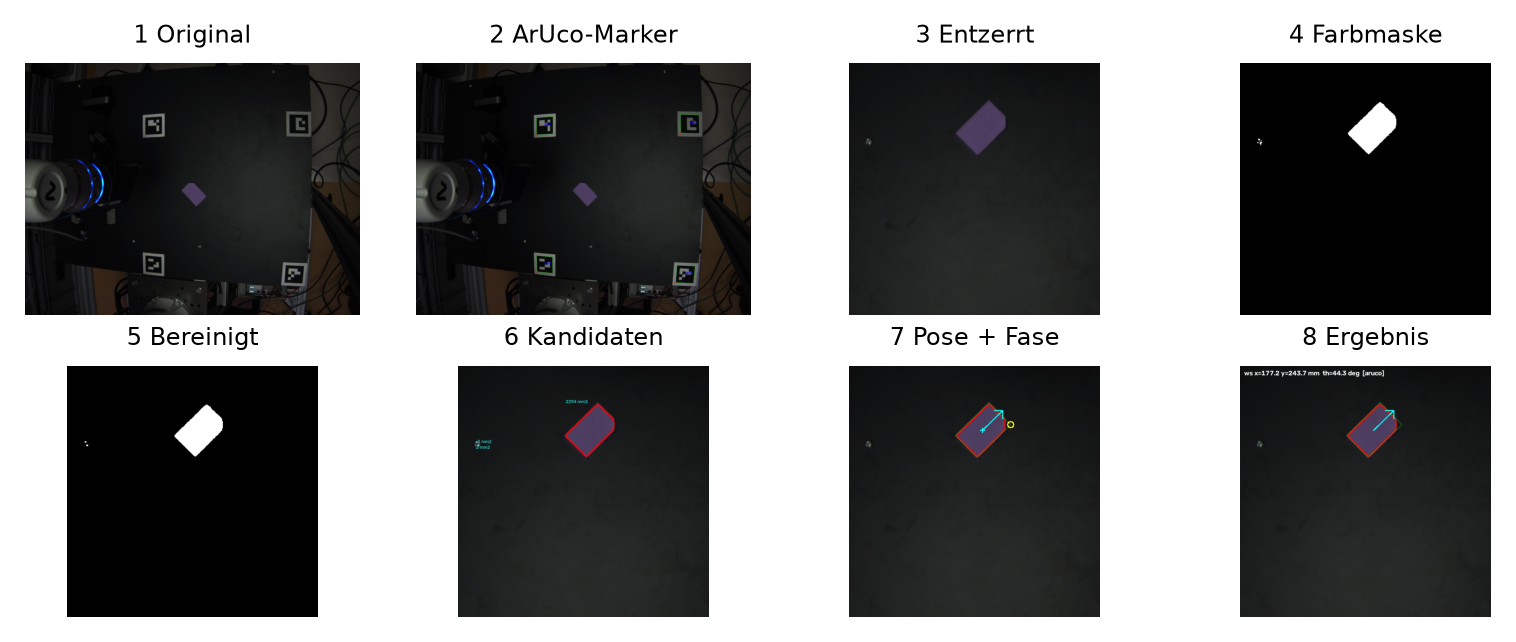 1 Original
2 ArUco-Marker
3 Entzerrt
4 Farbmaske
5 Bereinigt
6 Kandidaten
7 Pose + Fase
8 Ergebnis
2
ws x=177.2 y=243.7 mm th=44.3 deg [aruco]